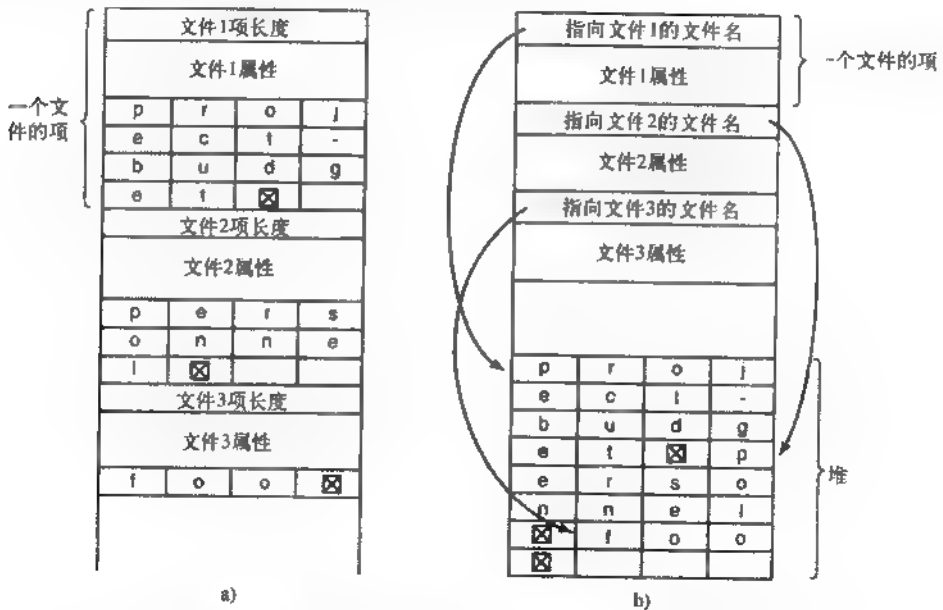 文件1项长度
文件1属性
一个文
件的项
p r o j
e c t -
b u d g
e t ☒
文件2项长度
文件2属性
p e r s
o n n e
l ☒
文件3项长度
文件3属性
f o o ☒
a)
指向文件1的文件名
文件1属性
一个文件的项
指向文件2的文件名
文件2属性
指向文件3的文件名
文件3属性
p r o j
e c t -
b u d g
e t ☒ p
e r s o
n n e l
☒ f o o
☒
堆
b)